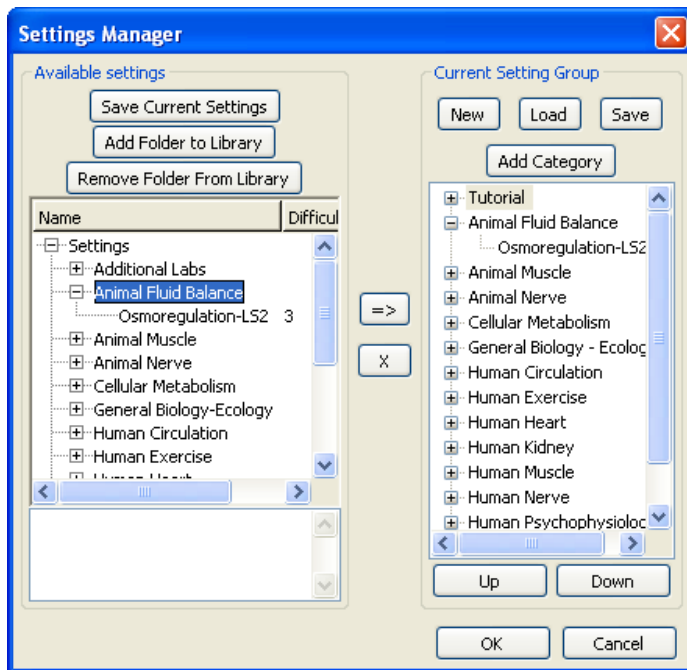 Settings Manager
Available settings
Save Current Settings
Add Folder to Library
Remove Folder From Library
Name Difficul
Settings
Additional Labs
Animal Fluid Balance
Osmoregulation-LS2 3
Animal Muscle
Animal Nerve
Cellular Metabolism
General Biology-Ecology
Human Circulation
Human Exercise
=>
X
Current Setting Group
New Load Save
Add Category
Tutorial
Animal Fluid Balance
Osmoregulation-LS2
Animal Muscle
Animal Nerve
Cellular Metabolism
General Biology - Ecolog
Human Circulation
Human Exercise
Human Heart
Human Kidney
Human Muscle
Human Nerve
Human Psychophysioloc
Up Down
OK Cancel